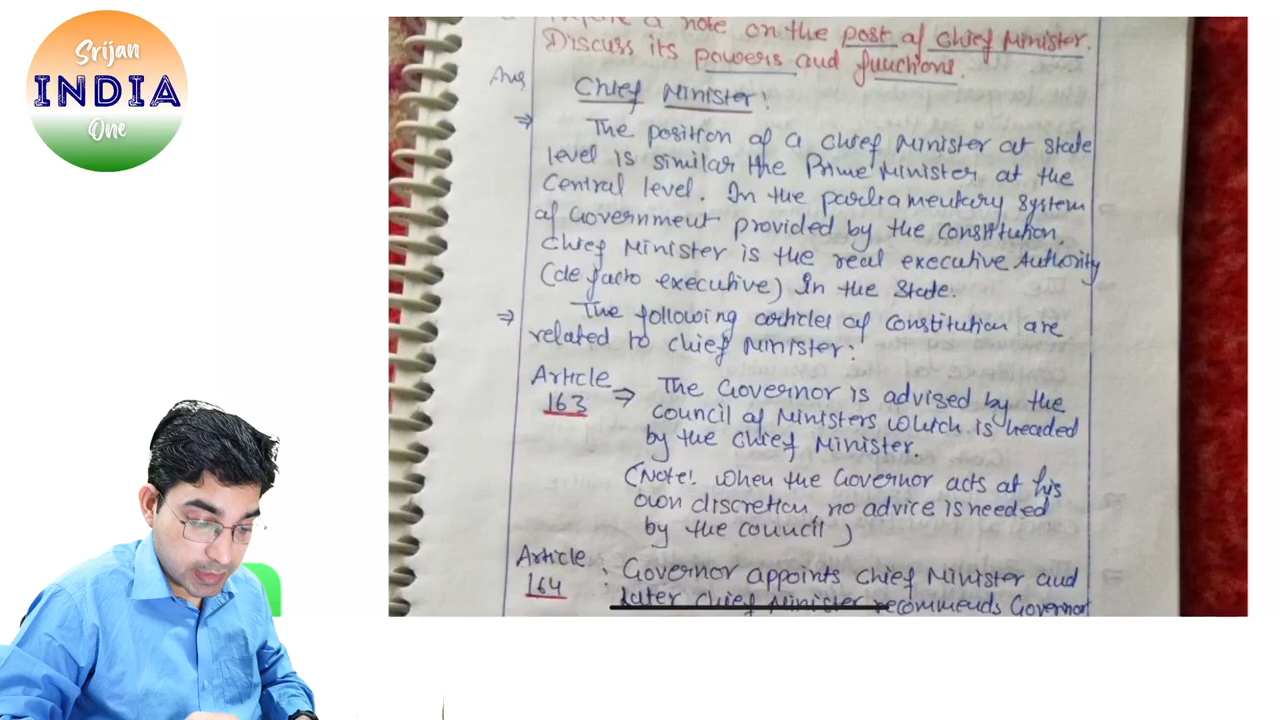 Srijan
INDIA
One
a note on the post of Chief Minister.
Discuss its powers and functions.
Ans
Chief Minister!
⇒ The position of a Chief Minister at state
level is similar the Prime Minister at the
Central level. In the parliamentary system
of Government provided by the constitution,
Chief Minister is the real executive Authority
(de facto executive) In the State.
⇒ The following articles of constitution are
related to Chief Minister:
Article
163 ⇒ The Governor is advised by the
council of Ministers which is headed
by the Chief Minister.
(Note! When the Governor acts at his
own discretion, no advice is needed
by the council)
Article
164 : Governor appoints Chief Minister and
later Chief Minister recommends Governor